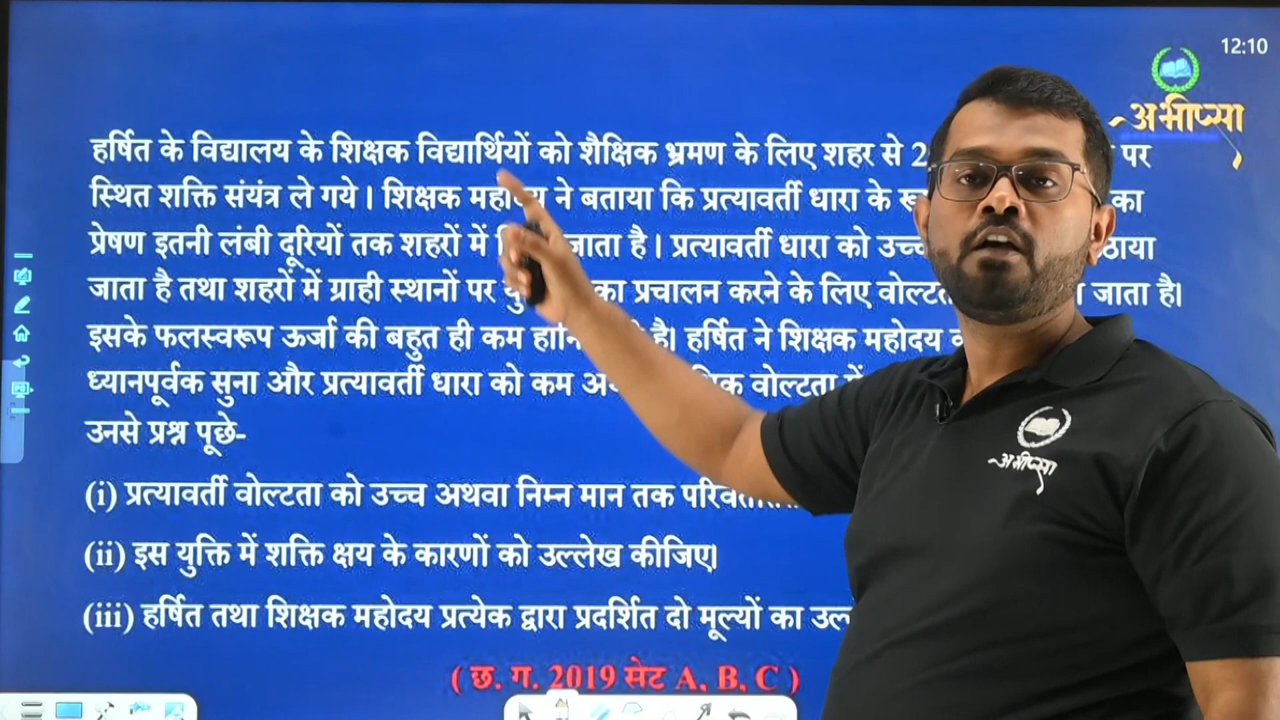 12:10
अभीप्सा
हर्षित के विद्यालय के शिक्षक विद्यार्थियों को शैक्षिक भ्रमण के लिए शहर से 2 पर
स्थित शक्ति संयंत्र ले गये। शिक्षक ने बताया कि प्रत्यावर्ती धारा के का
प्रेषण इतनी लंबी दूरियों तक शहरों में जाता है। प्रत्यावर्ती धारा को
जाता है तथा शहरों में ग्राही स्थानों पर का प्रचालन करने के लिए जाता है।
इसके फलस्वरूप ऊर्जा की बहुत ही कम है। हर्षित ने शिक्षक महोदय
ध्यानपूर्वक सुना और प्रत्यावर्ती धारा को कम वोल्टता में
उनसे प्रश्न पूछे-
(i) प्रत्यावर्ती वोल्टता को उच्च अथवा निम्न मान तक
(ii) इस युक्ति में शक्ति क्षय के कारणों को उल्लेख कीजिए।
(iii) हर्षित तथा शिक्षक महोदय प्रत्येक द्वारा प्रदर्शित दो मूल्यों का
( छ. ग. 2019 सेट A, B, C )
अभीप्सा